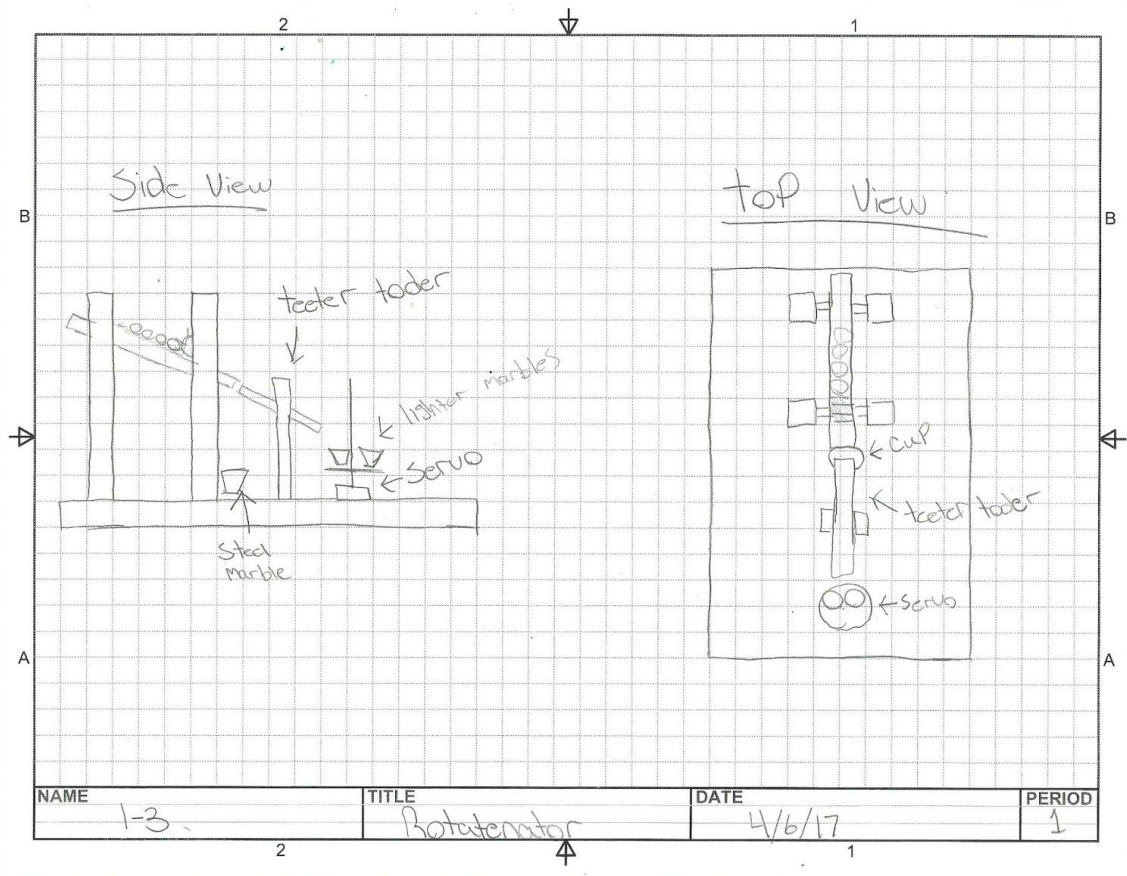 2 1
Side View
top View
B B
teeter toder
lighter marbles
cup
servo
teeter toder
Steel
marble
servo
A A
NAME TITLE DATE PERIOD
1-3. Rotatenator 4/6/17 1
2 1